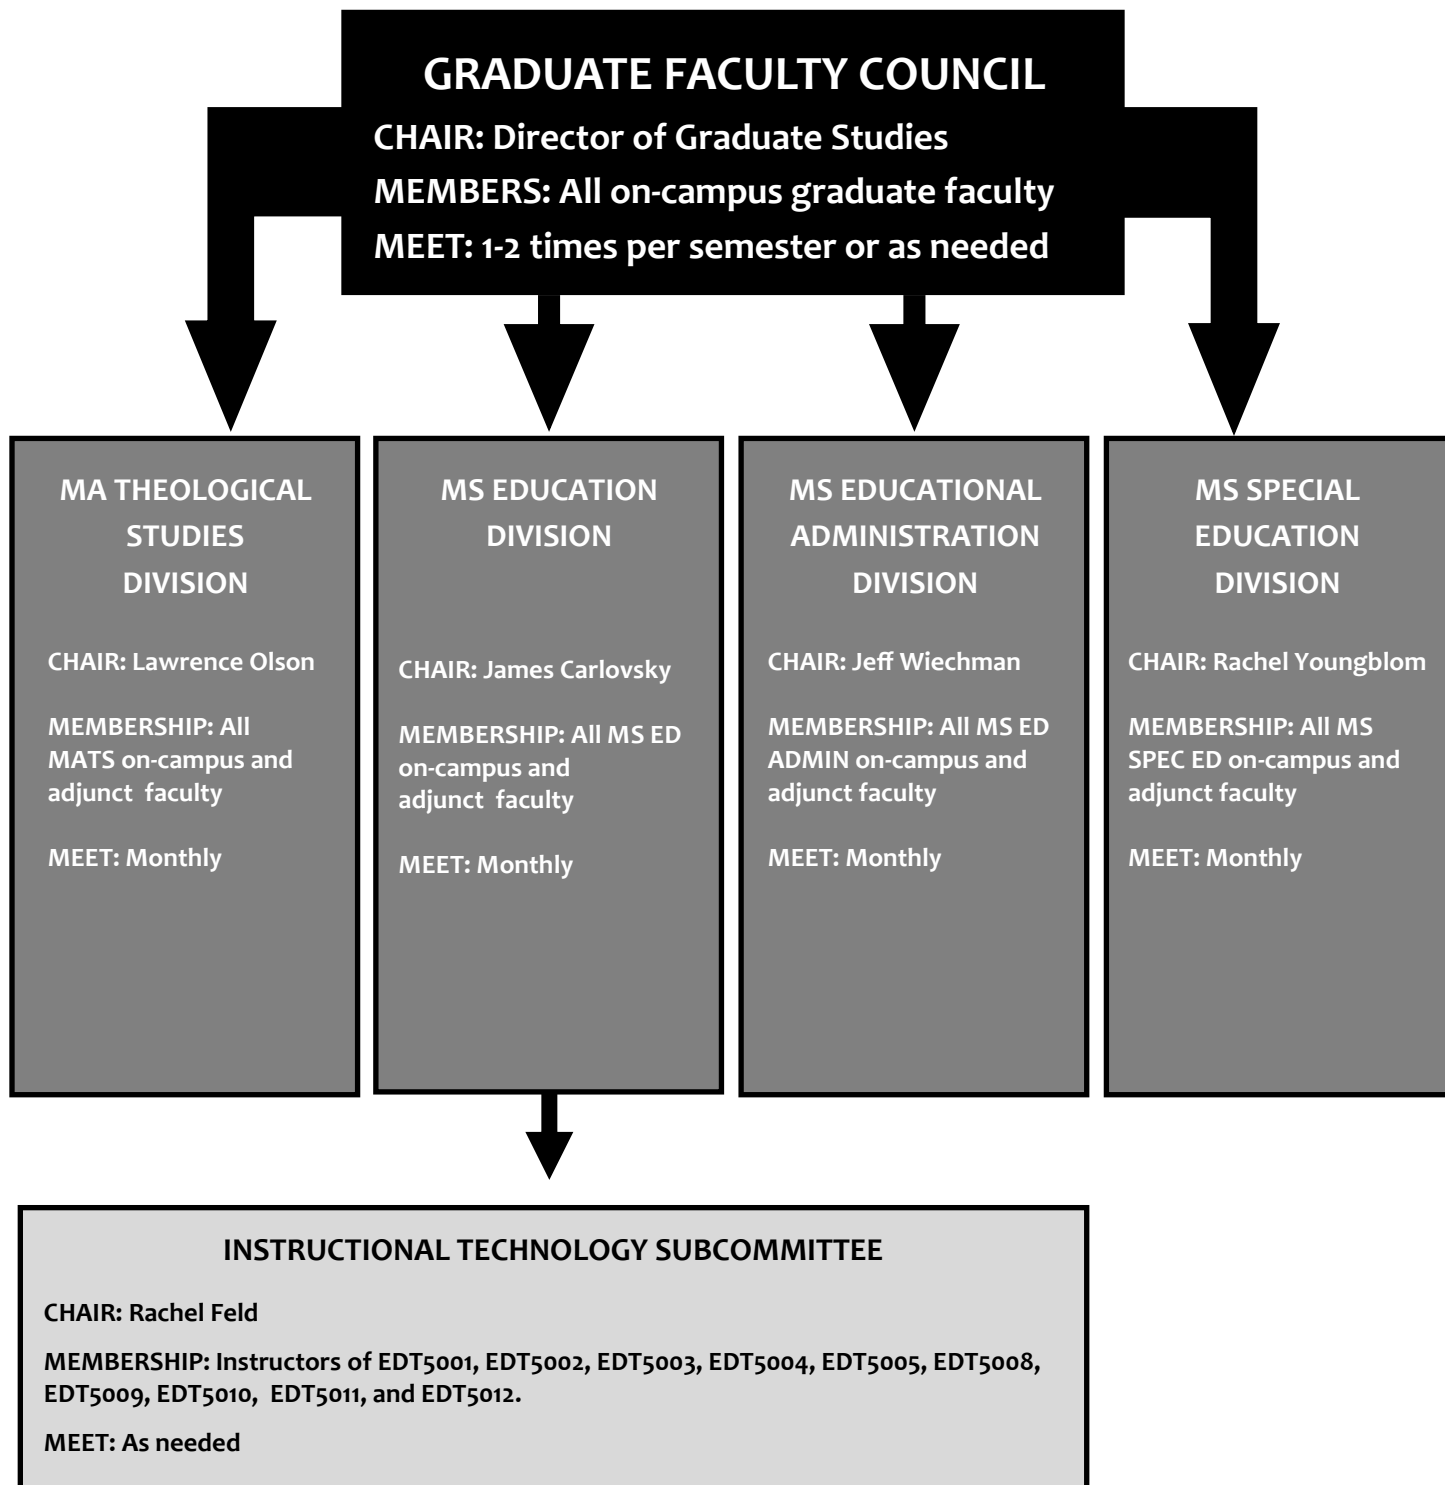 GRADUATE FACULTY COUNCIL
CHAIR: Director of Graduate Studies
MEMBERS: All on-campus graduate faculty
MEET: 1-2 times per semester or as needed
MA THEOLOGICAL
STUDIES
DIVISION
CHAIR: Lawrence Olson
MEMBERSHIP: All
MATS on-campus and
adjunct faculty
MEET: Monthly
MS EDUCATION
DIVISION
CHAIR: James Carlovsky
MEMBERSHIP: All MS ED
on-campus and
adjunct faculty
MEET: Monthly
MS EDUCATIONAL
ADMINISTRATION
DIVISION
CHAIR: Jeff Wiechman
MEMBERSHIP: All MS ED
ADMIN on-campus and
adjunct faculty
MEET: Monthly
MS SPECIAL
EDUCATION
DIVISION
CHAIR: Rachel Youngblom
MEMBERSHIP: All MS
SPEC ED on-campus and
adjunct faculty
MEET: Monthly
INSTRUCTIONAL TECHNOLOGY SUBCOMMITTEE
CHAIR: Rachel Feld
MEMBERSHIP: Instructors of EDT5001, EDT5002, EDT5003, EDT5004, EDT5005, EDT5008,
EDT5009, EDT5010, EDT5011, and EDT5012.
MEET: As needed